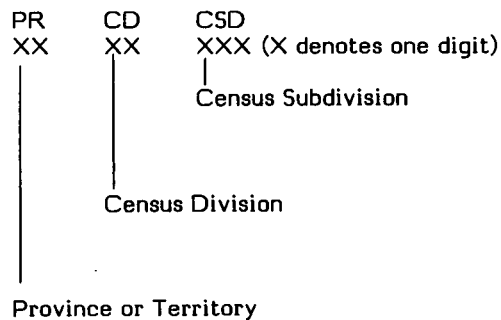 PR CD CSD
XX XX XXX (X denotes one digit)
Census Subdivision
Census Division
Province or Territory